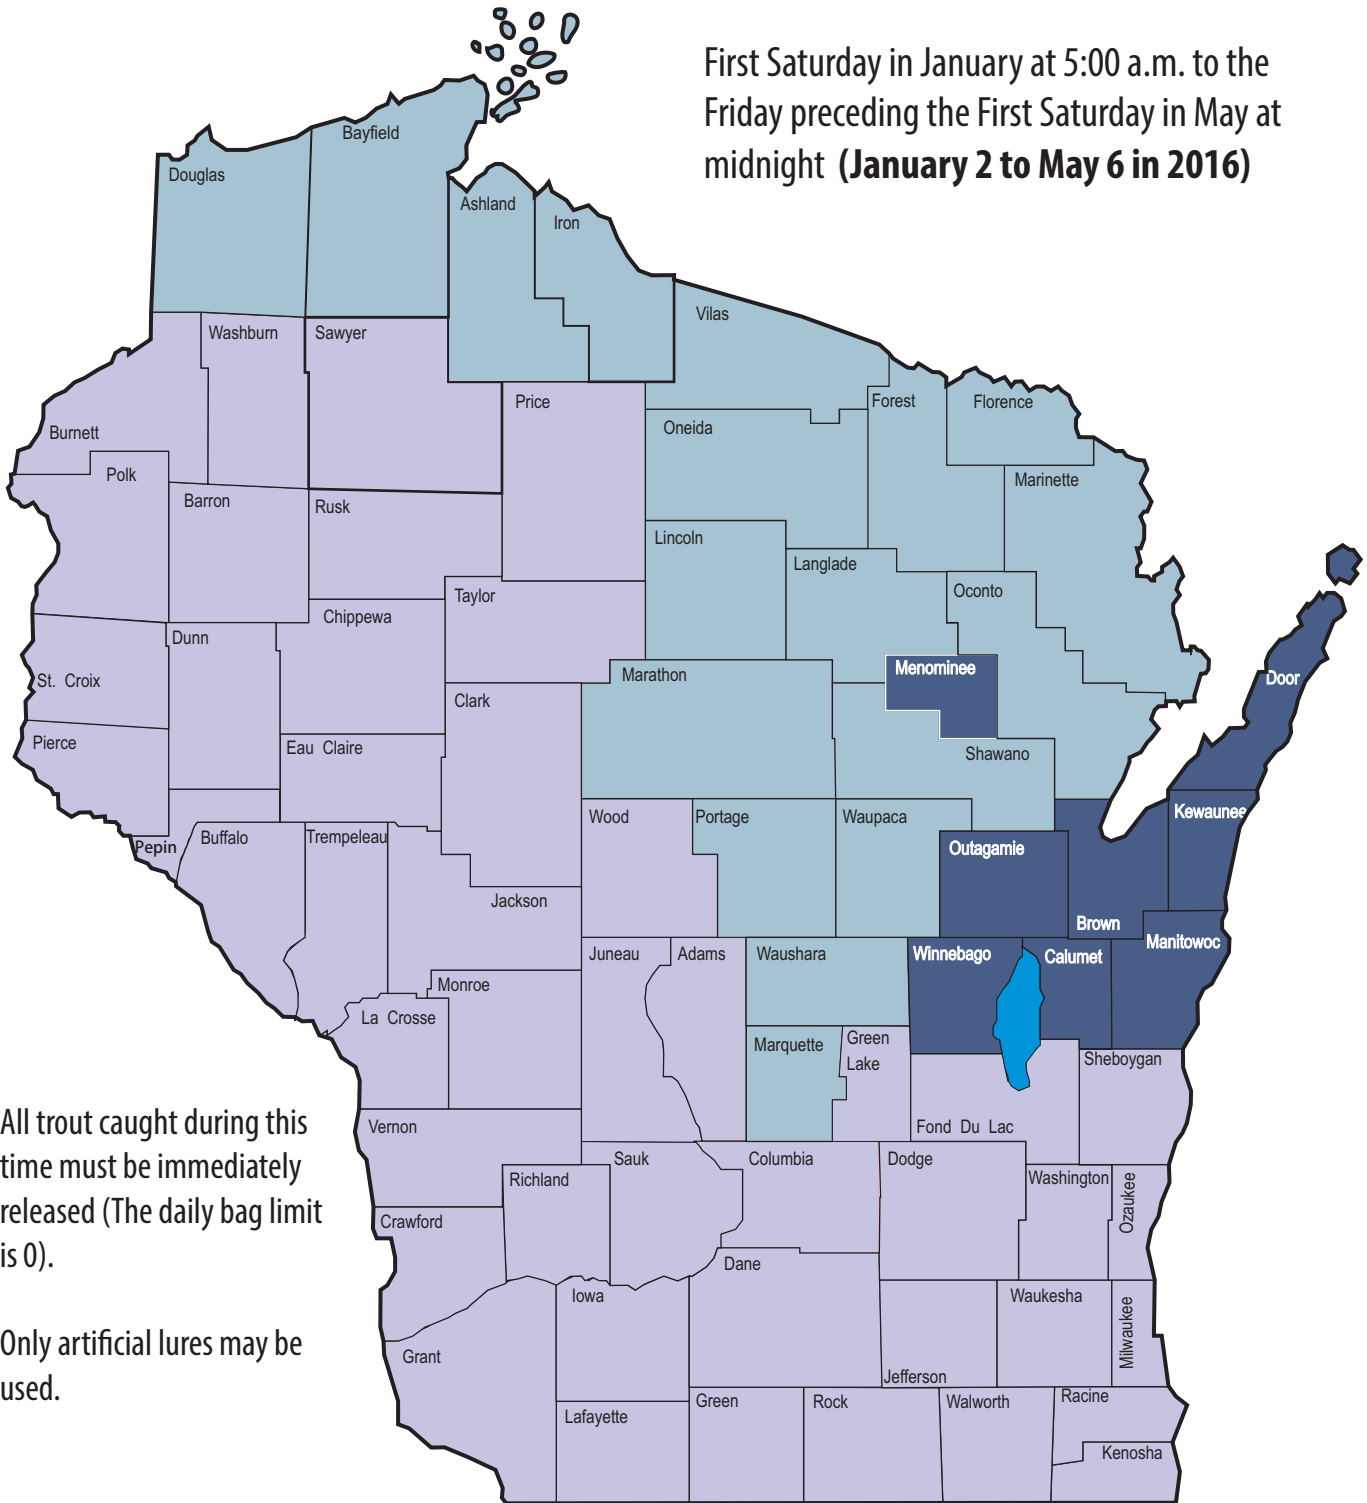 First Saturday in January at 5:00 a.m. to the
Friday preceding the First Saturday in May at
midnight (January 2 to May 6 in 2016)
Bayfield
Douglas
Ashland
Iron
Vilas
Washburn
Sawyer
Price
Forest
Florence
Burnett
Oneida
Polk
Marinette
Barron
Rusk
Lincoln
Langlade
Taylor
Oconto
Chippewa
Dunn
Menominee
Marathon
Door
St. Croix
Clark
Pierce
Eau Claire
Shawano
Wood
Portage
Waupaca
Kewaunee
Buffalo
Trempeleau
Pepin
Outagamie
Jackson
Brown
Manitowoc
Juneau
Adams
Waushara
Winnebago
Calumet
Monroe
La Crosse
Marquette
Green
Lake
Sheboygan
All trout caught during this
time must be immediately
released (The daily bag limit
is 0).
Vernon
Fond Du Lac
Sauk
Columbia
Dodge
Richland
Washington
Ozaukee
Crawford
Dane
Iowa
Waukesha
Milwaukee
Only artificial lures may be
used.
Grant
Jefferson
Lafayette
Green
Rock
Walworth
Racine
Kenosha